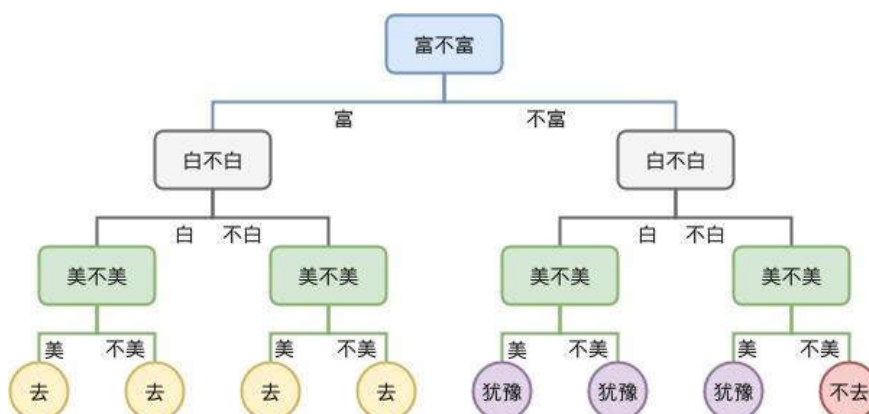 富不富
富 不富
白不白 白不白
白 不白 白 不白
美不美 美不美 美不美 美不美
美 不美 美 不美 美 不美 美 不美
去 去 去 去 犹豫 犹豫 犹豫 不去